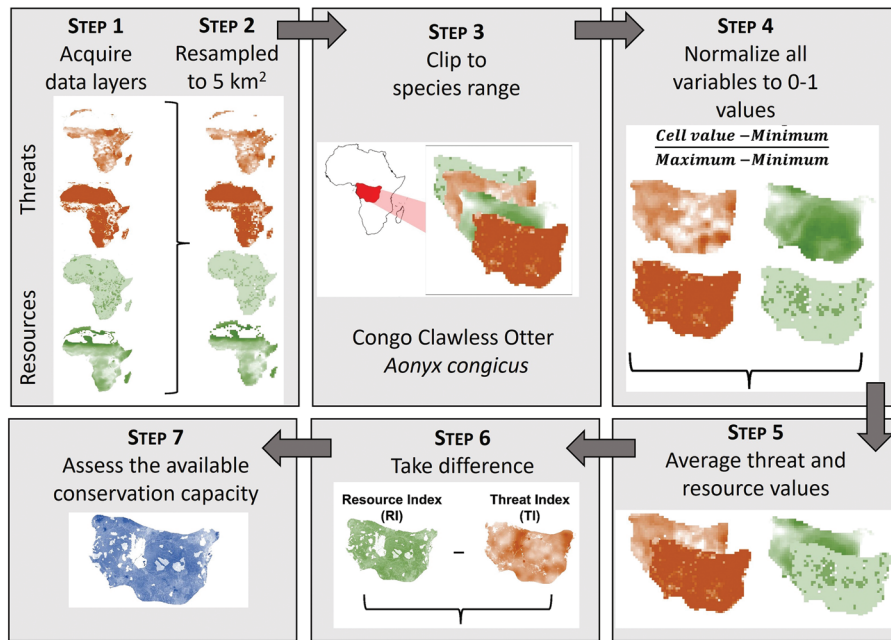 STEP 1
Acquire
data layers
STEP 2
Resampled
to 5 km²
Threats
Resources
STEP 3
Clip to
species range
Congo Clawless Otter
Aonyx congicus
STEP 4
Normalize all
variables to 0-1
values
Cell value −Minimum
Maximum −Minimum
STEP 5
Average threat and
resource values
STEP 6
Take difference
Resource Index
(RI)
–
Threat Index
(TI)
STEP 7
Assess the available
conservation capacity